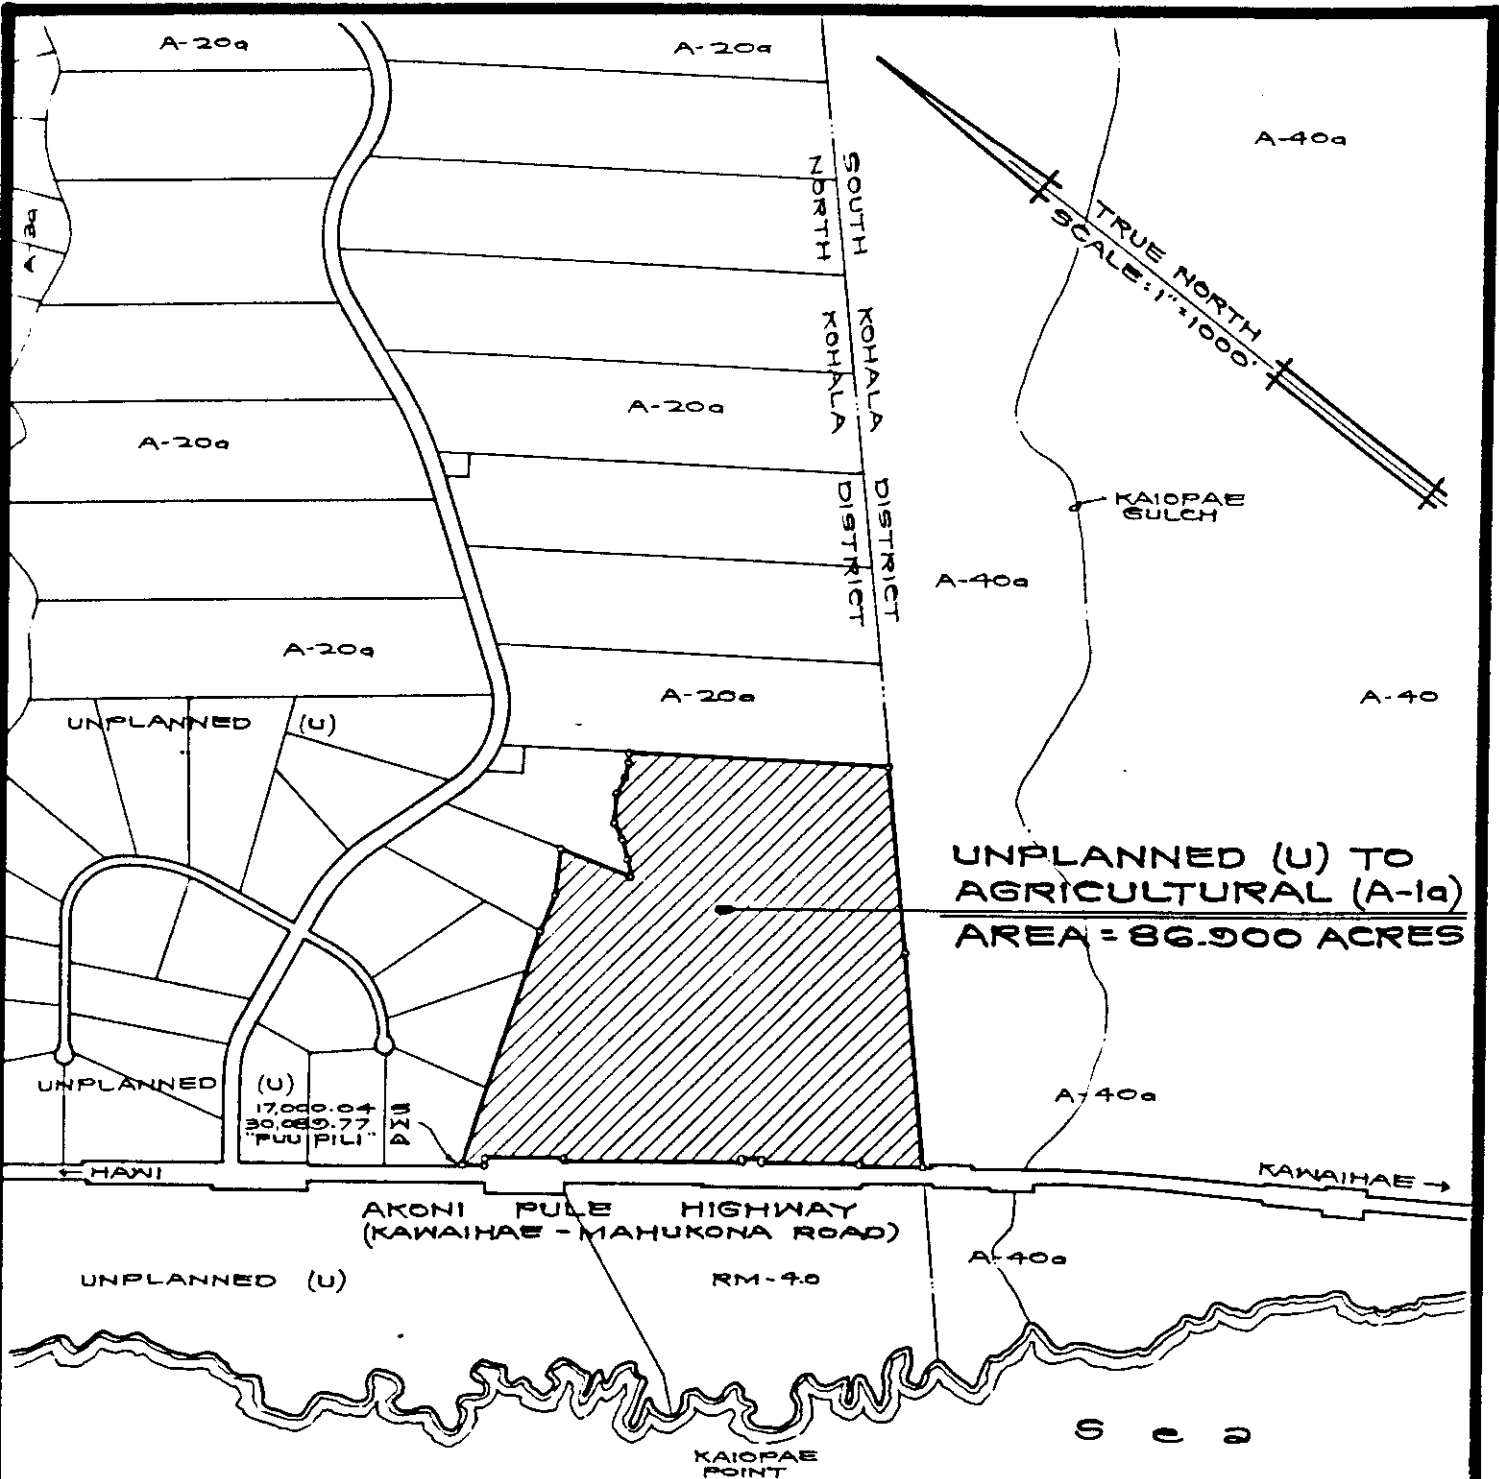 A-20a
A-20a
A-40a
A-3a
SOUTH KOHALA DISTRICT
NORTH KOHALA DISTRICT
TRUE NORTH
SCALE: 1" = 1000'
A-20a
A-20a
KAIOPAE
GULCH
A-40a
A-20a
A-20a
A-40
UNPLANNED (U)
UNPLANNED (U) TO
AGRICULTURAL (A-1a)
AREA = 86.900 ACRES
UNPLANNED (U)
17,000.04 S
30,089.77 W
"PUU PILI" Δ
A-40a
← HAWI
KAWAIHAE →
AKONI PULE HIGHWAY
(KAWAIHAE - MAHUKONA ROAD)
A-40a
UNPLANNED (U)
RM-4.0
Sea
KAIOPAE
POINT